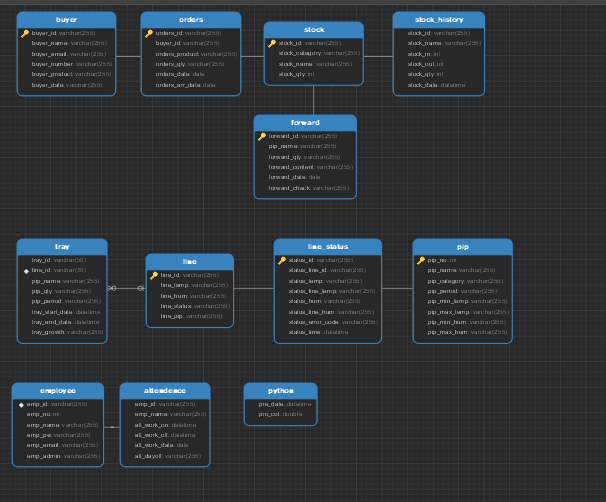 buyer
buyer_id: varchar(255)
buyer_name: varchar(255)
buyer_email: varchar(255)
buyer_number: varchar(255)
buyer_product: varchar(255)
buyer_date: varchar(255)
orders
orders_id: varchar(255)
buyer_id: varchar(255)
orders_product: varchar(255)
orders_qty: varchar(255)
orders_date: date
orders_arr_date: date
stock
stock_id: varchar(255)
stock_category: varchar(255)
stock_name: varchar(255)
stock_qty: int
stock_history
stock_id: varchar(255)
stock_name: varchar(255)
stock_in: int
stock_out: int
stock_qty: int
stock_date: datetime
forward
forward_id: varchar(255)
pip_name: varchar(255)
forward_qty: varchar(255)
forward_content: varchar(255)
forward_date: date
forward_check: varchar(255)
tray
tray_id: varchar(50)
line_id: varchar(10)
pip_name: varchar(255)
pip_qty: varchar(255)
pip_period: varchar(255)
tray_start_date: datetime
tray_end_date: datetime
tray_growth: varchar(255)
line
line_id: varchar(255)
line_temp: varchar(255)
line_hum: varchar(255)
line_status: varchar(255)
line_pip: varchar(255)
line_status
status_id: varchar(255)
status_line_id: varchar(255)
status_temp: varchar(255)
status_line_temp: varchar(255)
status_hum: varchar(255)
status_line_hum: varchar(255)
status_error_code: varchar(255)
status_time: datetime
pip
pip_no: int
pip_name: varchar(255)
pip_category: varchar(255)
pip_period: varchar(255)
pip_min_temp: varchar(255)
pip_max_temp: varchar(255)
pip_min_hum: varchar(255)
pip_max_hum: varchar(255)
employee
emp_id: varchar(255)
emp_no: int
emp_name: varchar(255)
emp_pw: varchar(255)
emp_email: varchar(255)
emp_admin: varchar(255)
attendence
emp_id: varchar(255)
emp_name: varchar(255)
att_work_on: datetime
att_work_off: datetime
att_work_date: date
att_dayoff: varchar(255)
python
pro_date: datetime
pro_col: double